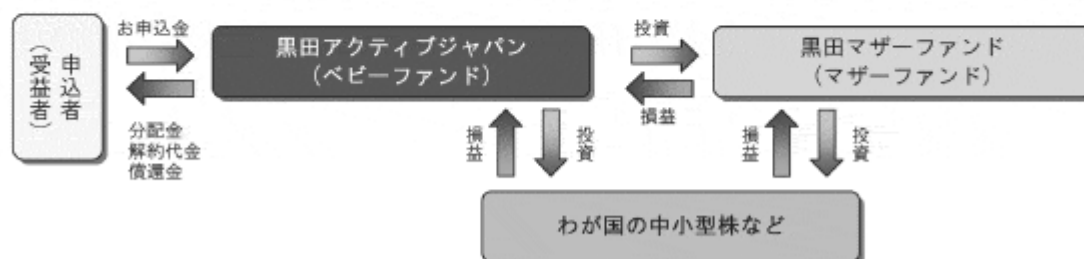 申込者
（受益者）
お申込金
分配金
解約代金
償還金
黒田アクティブジャパン
（ベビーファンド）
投資
損益
黒田マザーファンド
（マザーファンド）
損益
投資
損益
投資
わが国の中小型株など